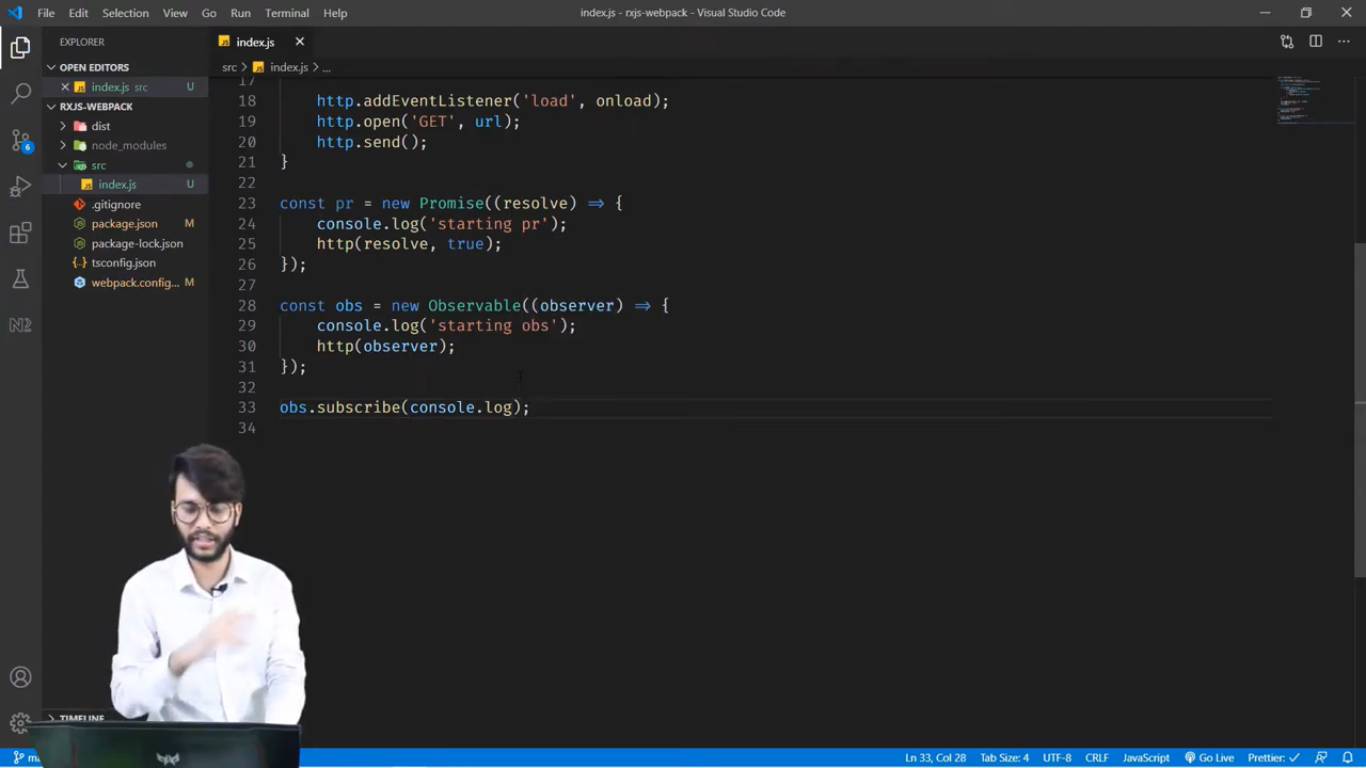 File Edit Selection View Go Run Terminal Help
index.js - rxjs-webpack - Visual Studio Code
EXPLORER
OPEN EDITORS
index.js src U
RXJS-WEBPACK
dist
node_modules
src
index.js U
.gitignore
package.json M
package-lock.json
tsconfig.json
webpack.config... M
TIMELINE
6
index.js
src > index.js > ...
17
18 http.addEventListener('load', onload);
19 http.open('GET', url);
20 http.send();
21 }
22
23 const pr = new Promise((resolve) => {
24 console.log('starting pr');
25 http(resolve, true);
26 });
27
28 const obs = new Observable((observer) => {
29 console.log('starting obs');
30 http(observer);
31 });
32
33 obs.subscribe(console.log);
34
Ln 33, Col 28 Tab Size: 4 UTF-8 CRLF JavaScript Go Live Prettier: ✓